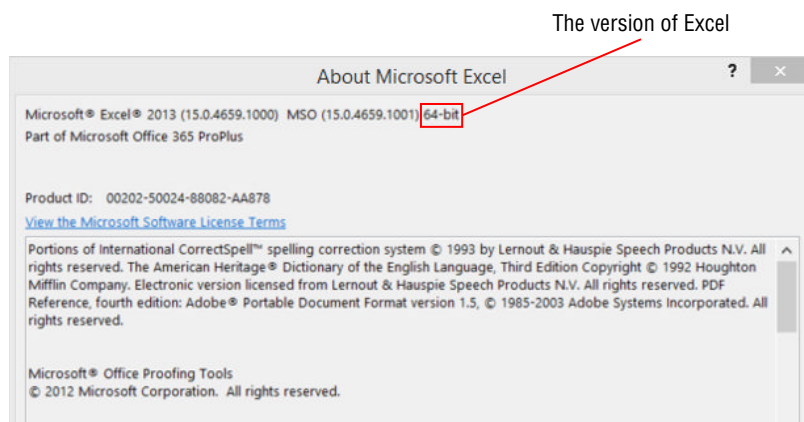 The version of Excel
About Microsoft Excel
?
×
Microsoft® Excel® 2013 (15.0.4659.1000) MSO (15.0.4659.1001) 64-bit
Part of Microsoft Office 365 ProPlus
Product ID: 00202-50024-88082-AA878
View the Microsoft Software License Terms
Portions of International CorrectSpell™ spelling correction system © 1993 by Lernout & Hauspie Speech Products N.V. All
rights reserved. The American Heritage® Dictionary of the English Language, Third Edition Copyright © 1992 Houghton
Mifflin Company. Electronic version licensed from Lernout & Hauspie Speech Products N.V. All rights reserved. PDF
Reference, fourth edition: Adobe® Portable Document Format version 1.5, © 1985-2003 Adobe Systems Incorporated. All
rights reserved.
Microsoft® Office Proofing Tools
© 2012 Microsoft Corporation. All rights reserved.